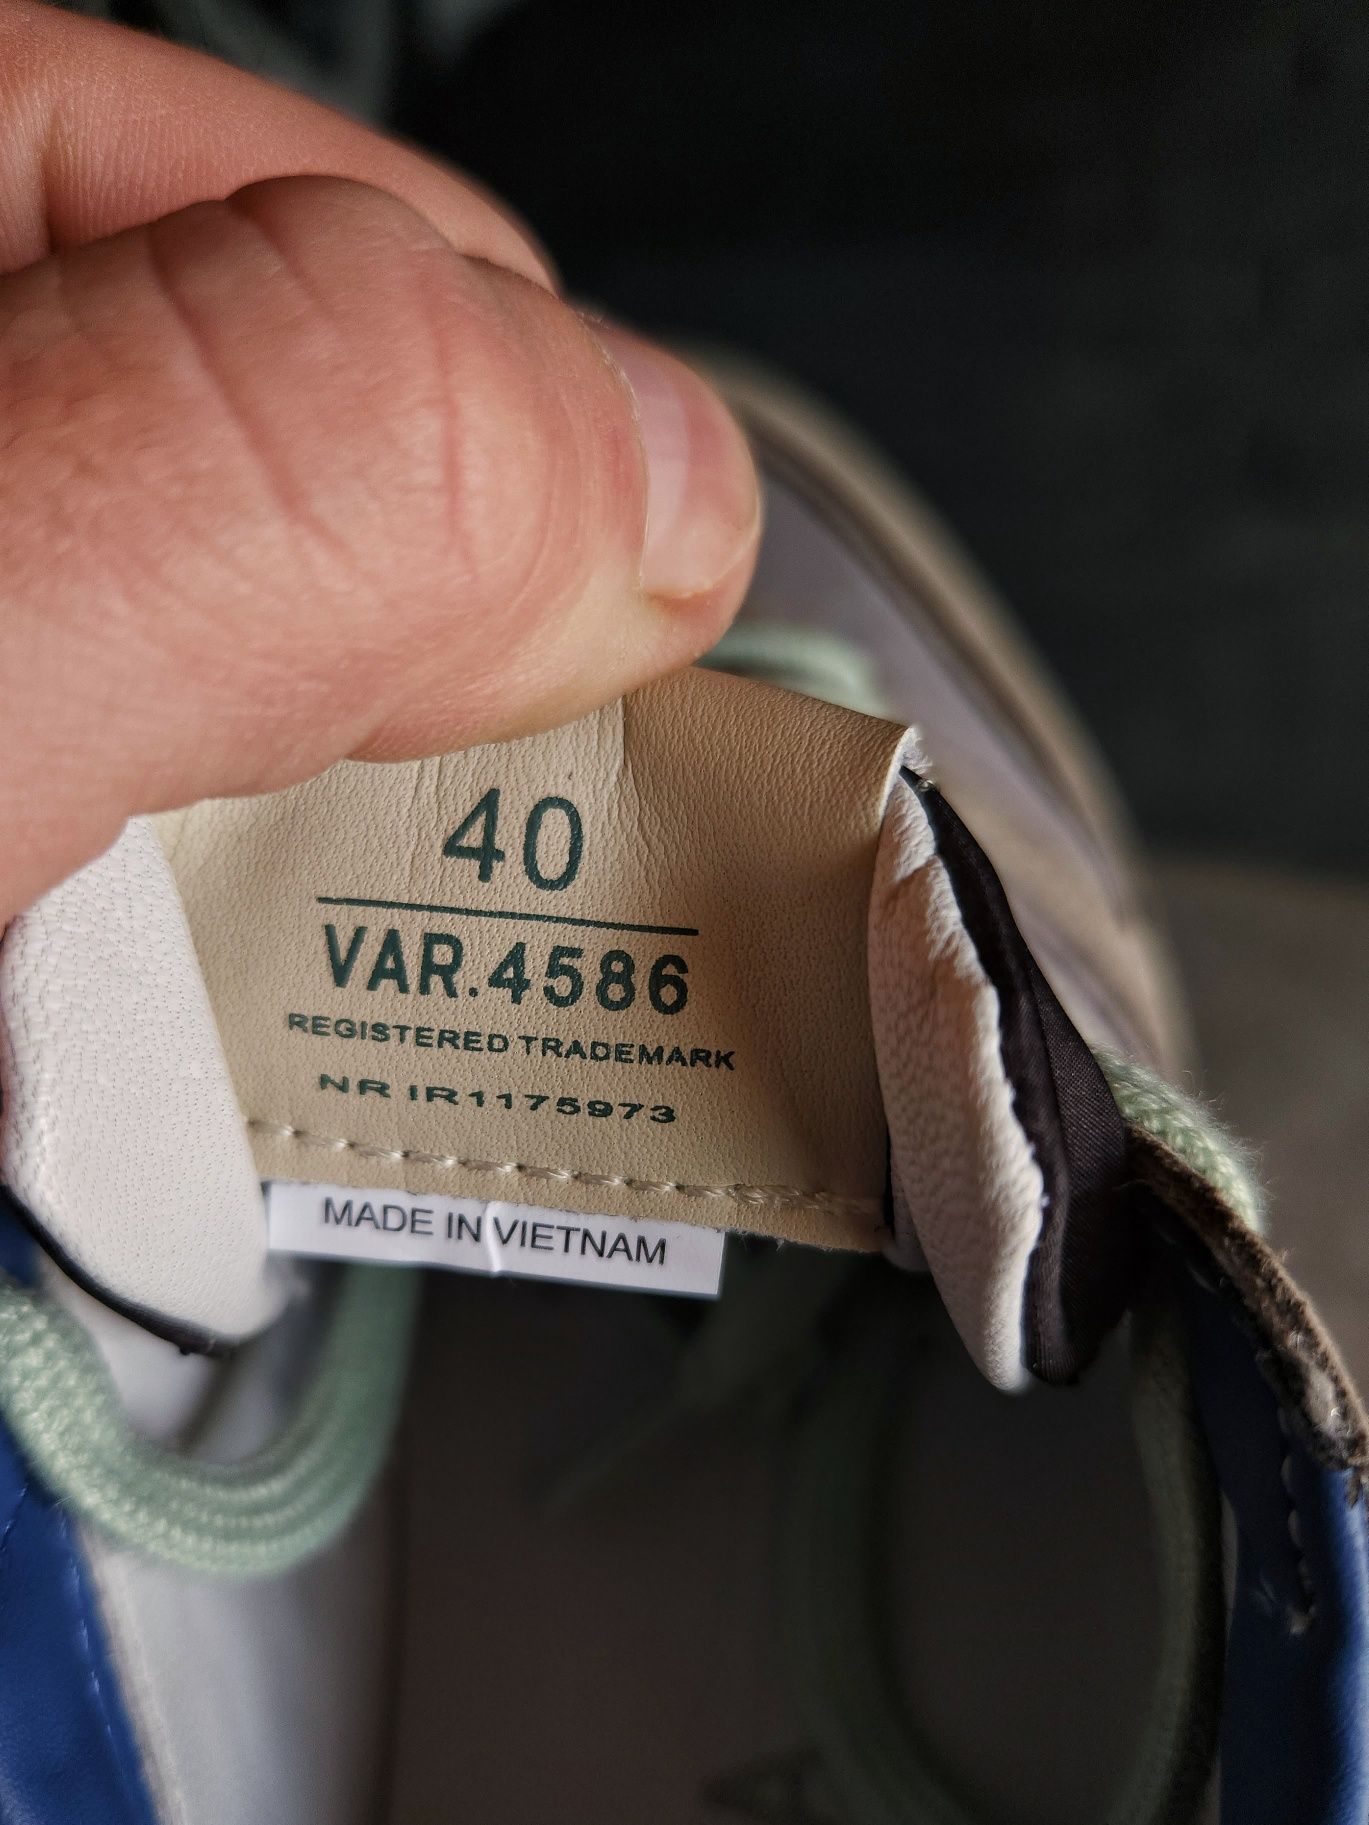 40
VAR.4586
REGISTERED TRADEMARK
NR IR1175973
MADE IN VIETNAM